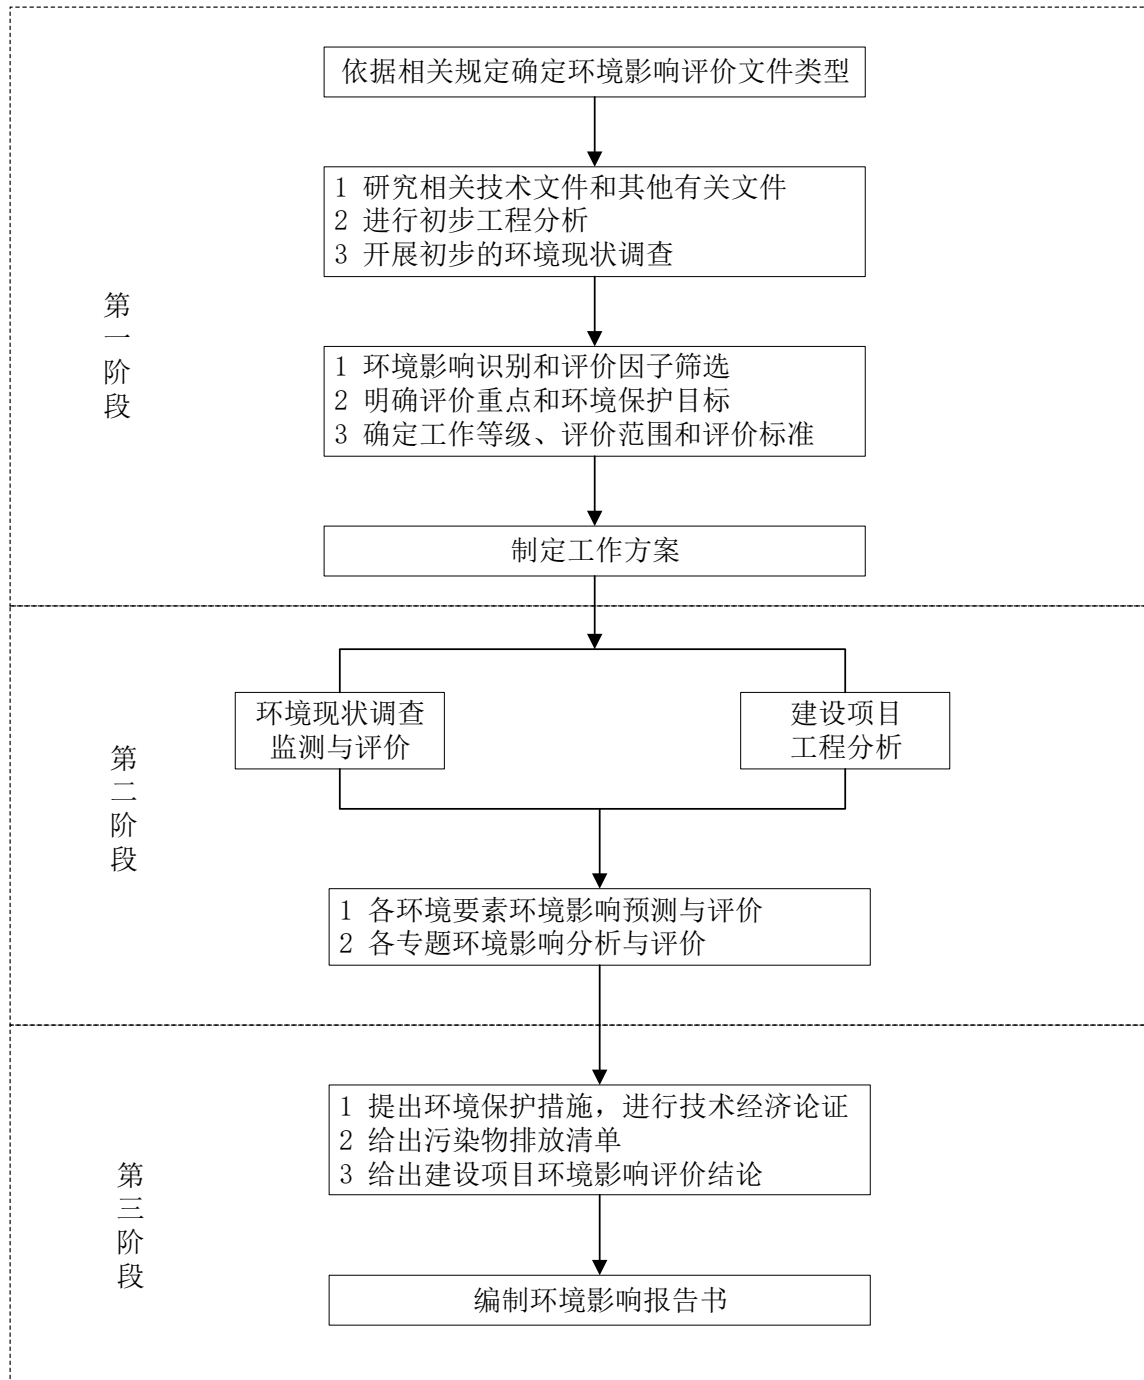 依据相关规定确定环境影响评价文件类型
1 研究相关技术文件和其他有关文件
2 进行初步工程分析
3 开展初步的环境现状调查
第一阶段
1 环境影响识别和评价因子筛选
2 明确评价重点和环境保护目标
3 确定工作等级、评价范围和评价标准
制定工作方案
环境现状调查
监测与评价
建设项目
工程分析
第二阶段
1 各环境要素环境影响预测与评价
2 各专题环境影响分析与评价
1 提出环境保护措施，进行技术经济论证
2 给出污染物排放清单
3 给出建设项目环境影响评价结论
第三阶段
编制环境影响报告书